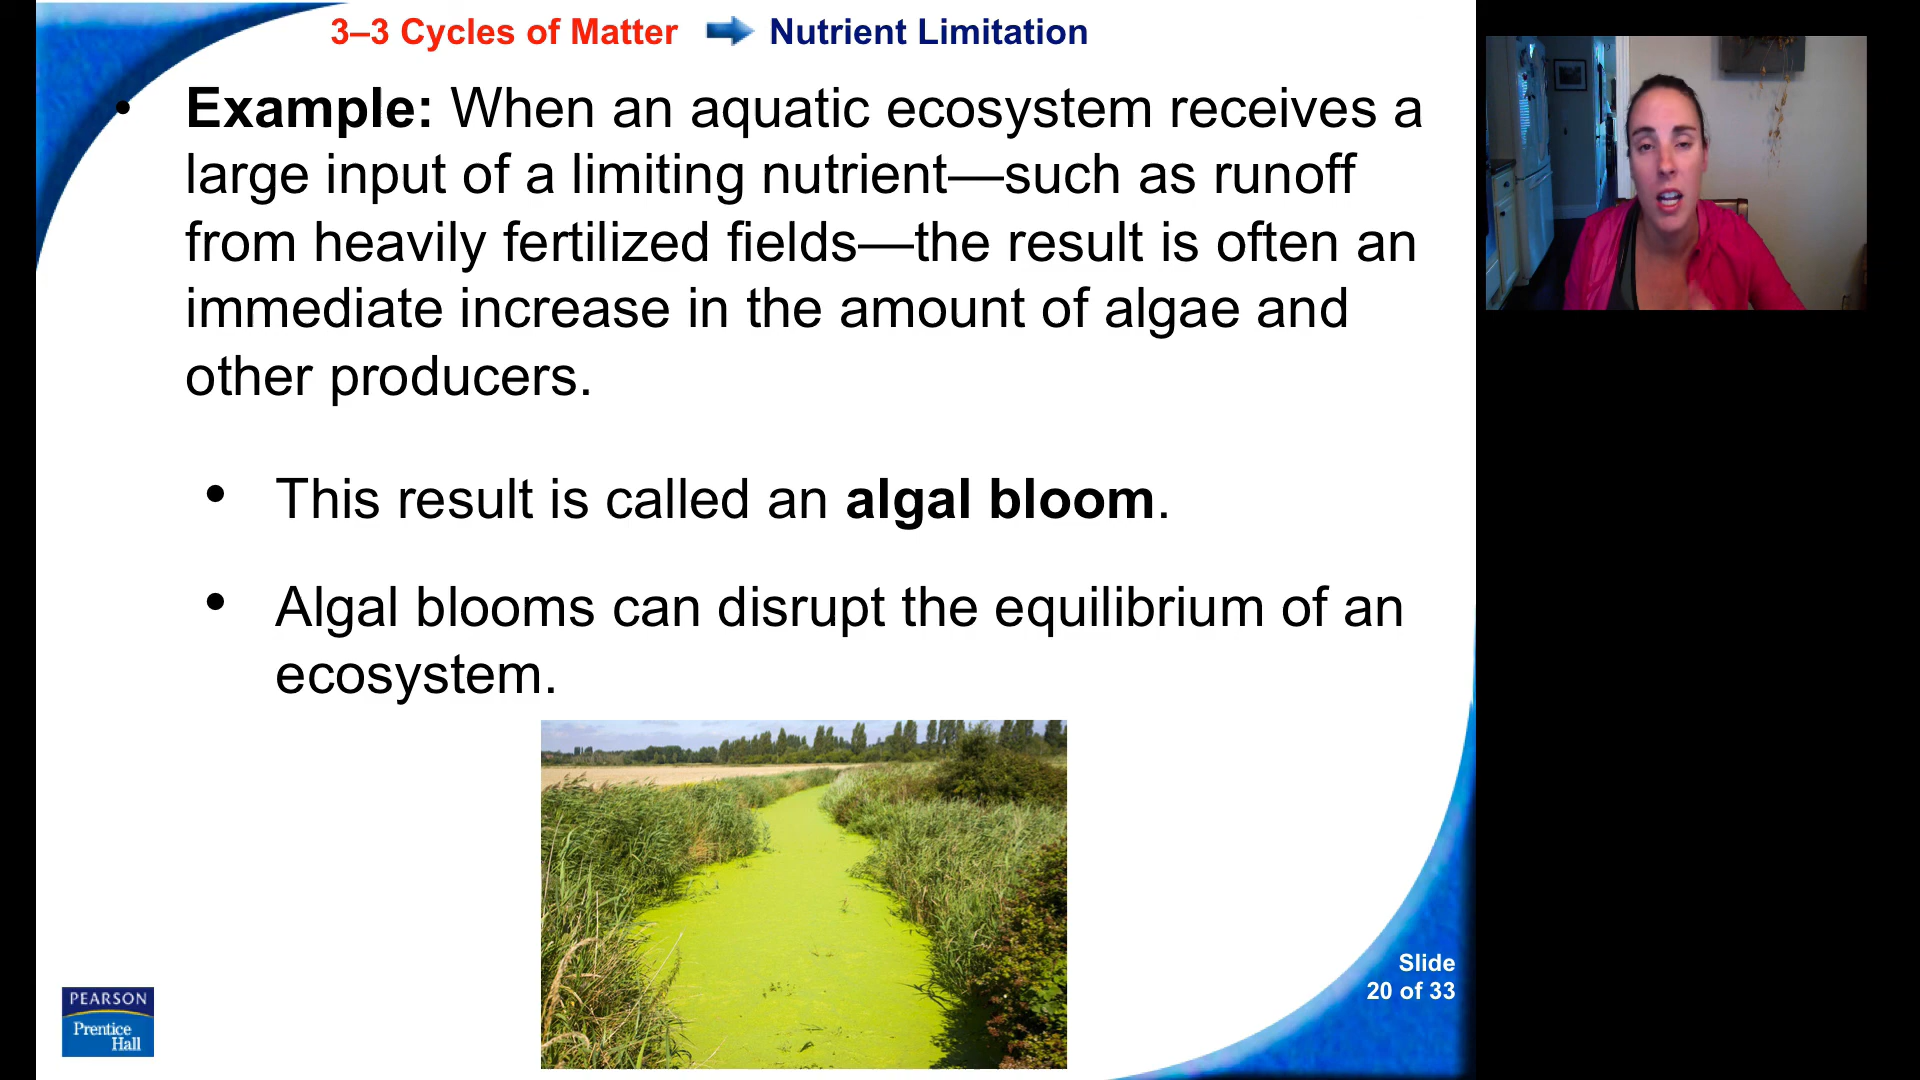 3–3 Cycles of Matter Nutrient Limitation
• Example: When an aquatic ecosystem receives a
large input of a limiting nutrient—such as runoff
from heavily fertilized fields—the result is often an
immediate increase in the amount of algae and
other producers.
• This result is called an algal bloom.
• Algal blooms can disrupt the equilibrium of an
ecosystem.
Slide
20 of 33
PEARSON
Prentice
Hall